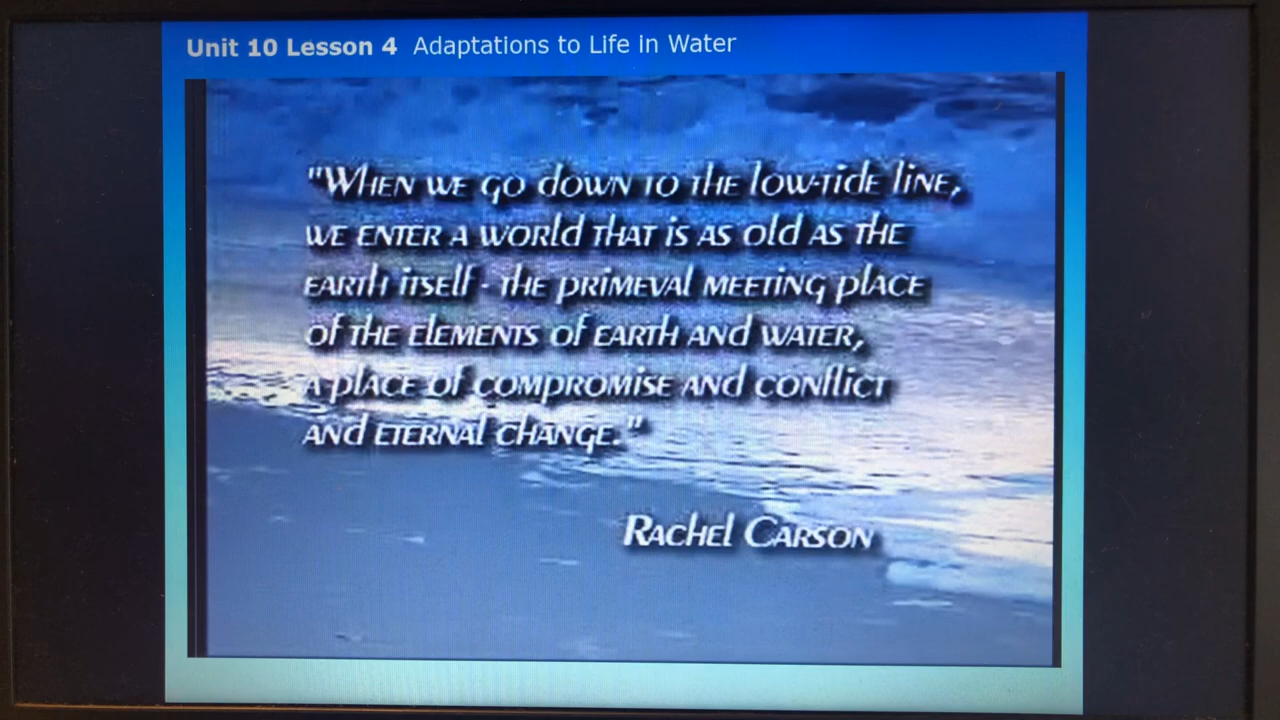 Unit 10 Lesson 4 Adaptations to Life in Water
"When we go down to the low-tide line,
we enter a world that is as old as the
earth itself - the primeval meeting place
of the elements of earth and water,
a place of compromise and conflict
and eternal change."
Rachel Carson